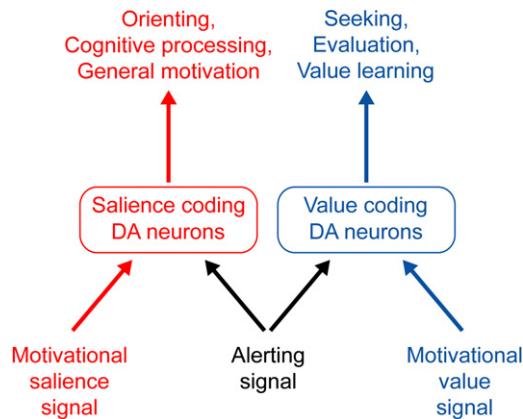 Orienting,
Cognitive processing,
General motivation
Seeking,
Evaluation,
Value learning
Salience coding
DA neurons
Value coding
DA neurons
Motivational
salience
signal
Alerting
signal
Motivational
value
signal